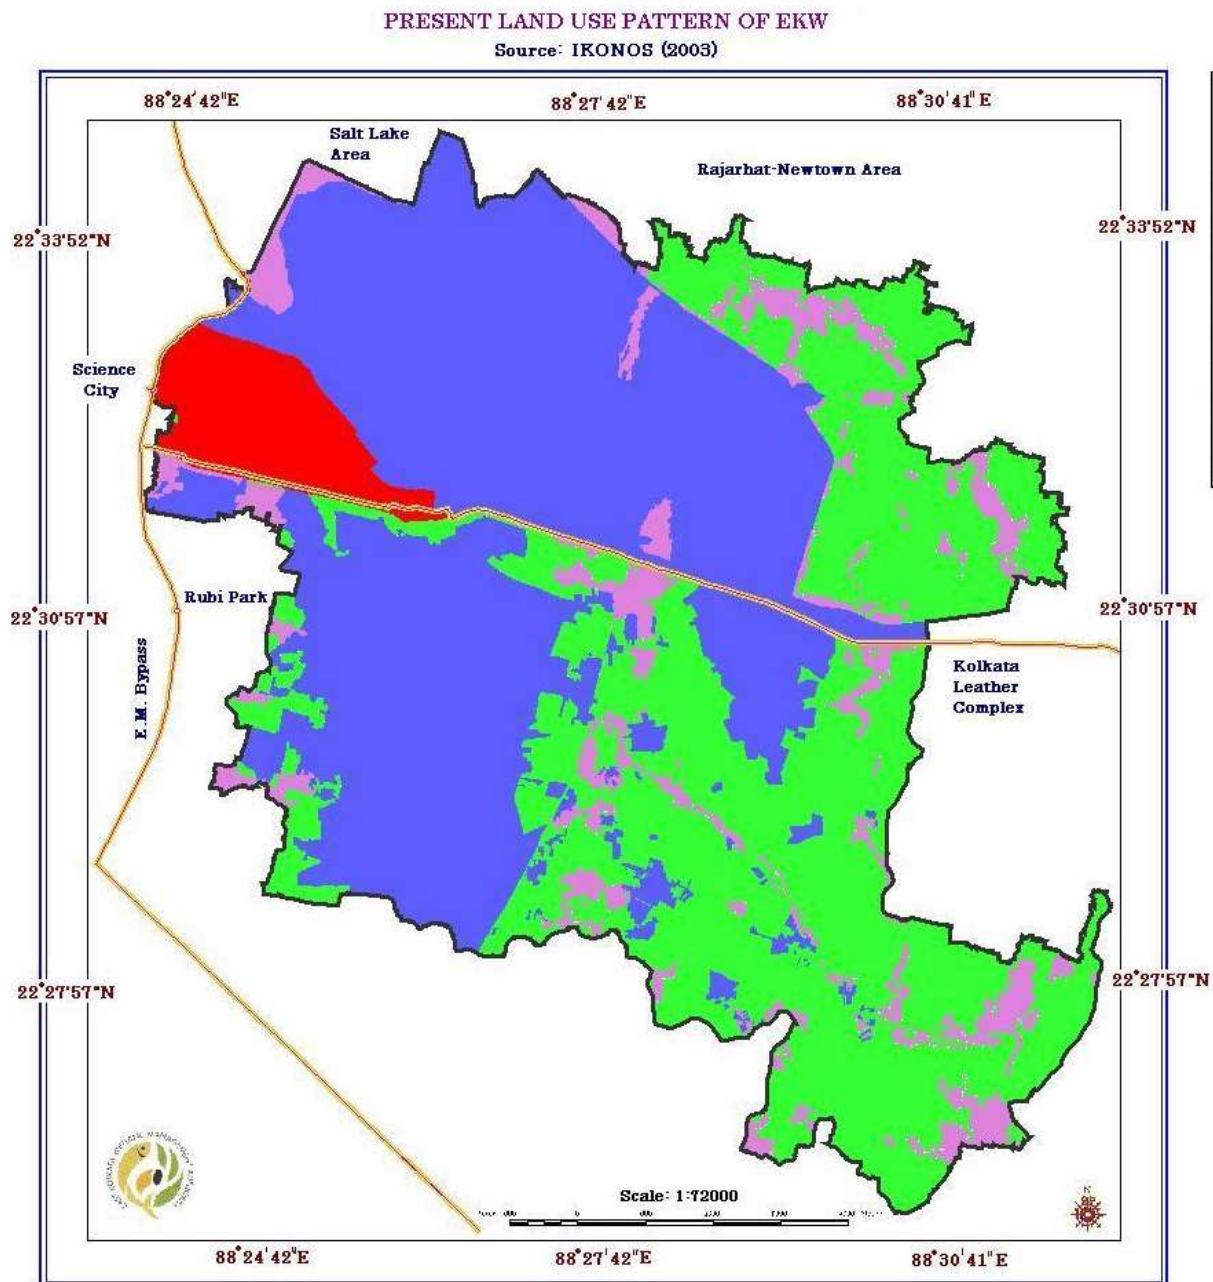 PRESENT LAND USE PATTERN OF EKW
Source: IKONOS (2003)
88°24'42"E
88°27'42"E
88°30'41"E
Salt Lake
Area
Rajarhat-Newtown Area
22°33'52"N
22°33'52"N
Science
City
Rubi Park
22°30'57"N
22°30'57"N
E.M. Bypass
Kolkata
Leather
Complex
22°27'57"N
22°27'57"N
Scale: 1:72000
N
88°24'42"E
88°27'42"E
88°30'41"E